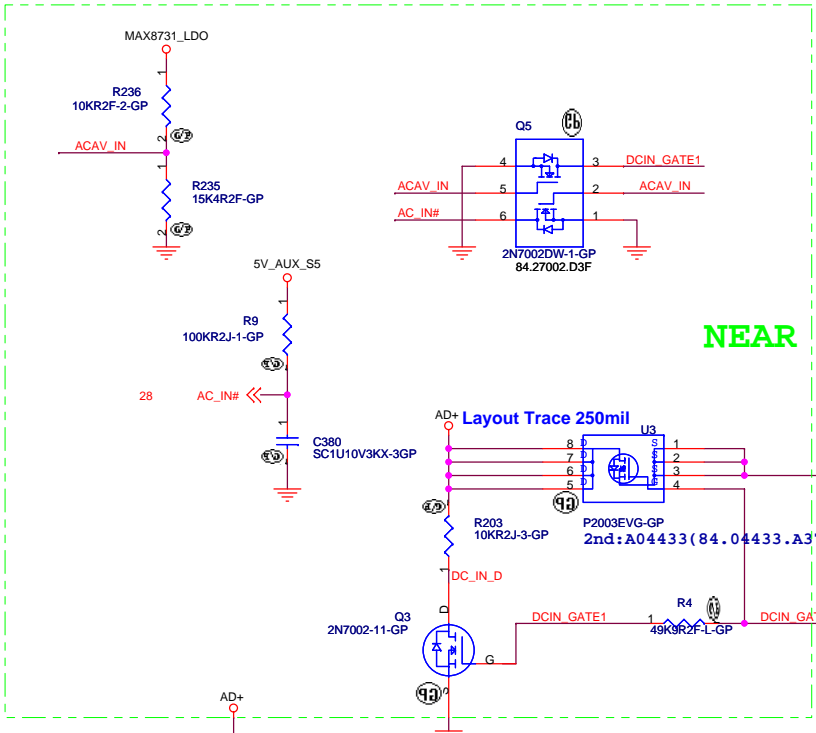 MAX8731_LDO
1
R236
10KR2F-2-GP
2
ACAV_IN
1
R235
15K4R2F-GP
2
Q5
4
3
DCIN_GATE1
ACAV_IN
5
2
ACAV_IN
AC_IN#
6
1
2N7002DW-1-GP
84.27002.D3F
5V_AUX_S5
1
R9
100KR2J-1-GP
NEAR
28
AC_IN#
1
C380
SC1U10V3KX-3GP
AD+
Layout Trace 250mil
U3
8
D
S
1
7
D
S
2
6
D
S
3
5
D
G
4
GP
P2003EVG-GP
2nd:A04433(84.04433.A3
R203
10KR2J-3-GP
1
DC_IN_D
D
Q3
2N7002-11-GP
G
S
GP
DCIN_GATE1
1
R4
49K9R2F-L-GP
DCIN_GA
AD+